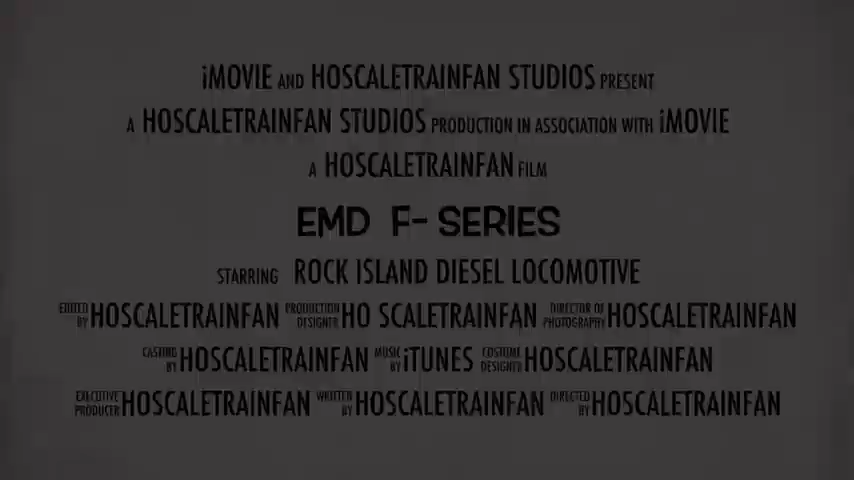 iMOVIE AND HOSCALETRAINFAN STUDIOS PRESENT
A HOSCALETRAINFAN STUDIOS PRODUCTION IN ASSOCIATION WITH iMOVIE
A HOSCALETRAINFAN FILM
EMD F-SERIES
STARRING ROCK ISLAND DIESEL LOCOMOTIVE
EDITED BY HOSCALETRAINFAN PRODUCTION DESIGNER HO SCALETRAINFAN DIRECTOR OF PHOTOGRAPHY HOSCALETRAINFAN
CASTING BY HOSCALETRAINFAN MUSIC BY iTUNES COSTUME DESIGNER HOSCALETRAINFAN
EXECUTIVE PRODUCER HOSCALETRAINFAN WRITTEN BY HOSCALETRAINFAN DIRECTED BY HOSCALETRAINFAN